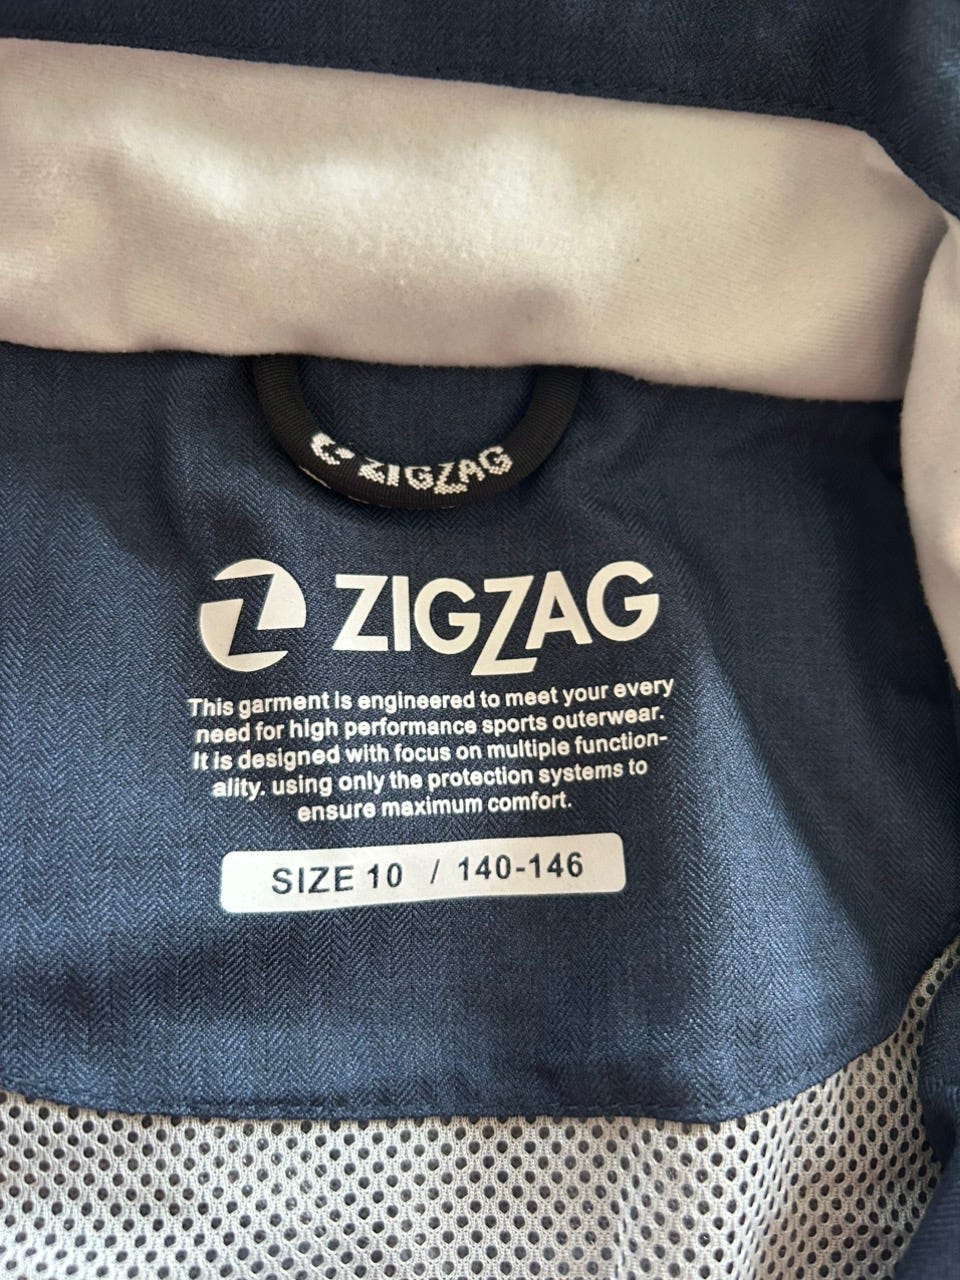 ZIGZAG
ZIGZAG
This garment is engineered to meet your every
need for high performance sports outerwear.
It is designed with focus on multiple function-
ality. using only the protection systems to
ensure maximum comfort.
SIZE 10 / 140-146